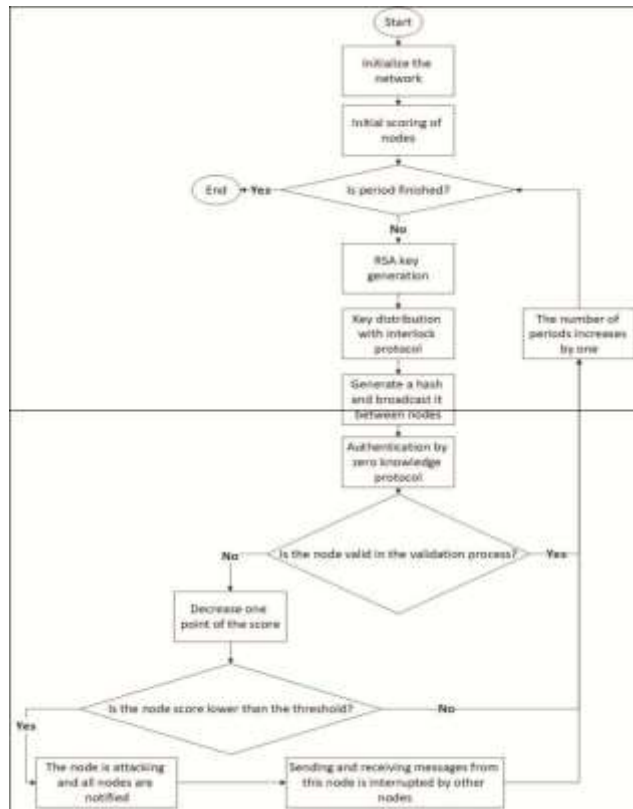 Start
Initialize the
network
Initial scoring of
nodes
Is period finished?
Yes
End
No
RSA key
generation
Key distribution
with interlock
protocol
The number of
periods increases
by one
Generate a hash
and broadcast it
between nodes
Authentication by
zero knowledge
protocol
Is the node valid in the validation process?
No
Yes
Decrease one
point of the score
Is the node score lower than the threshold?
No
Yes
The node is attacking
and all nodes are
notified
Sending and receiving messages from
this node is interrupted by other
nodes